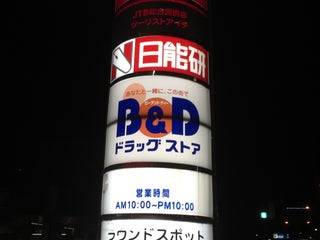 JTB総合提携店
ツーリストアイチ
N 日能研
あなたと一緒に、この街で
ビーアンドディー
B&D
ドラッグストア
営業時間
AM10:00~PM10:00
ラウンドスポット